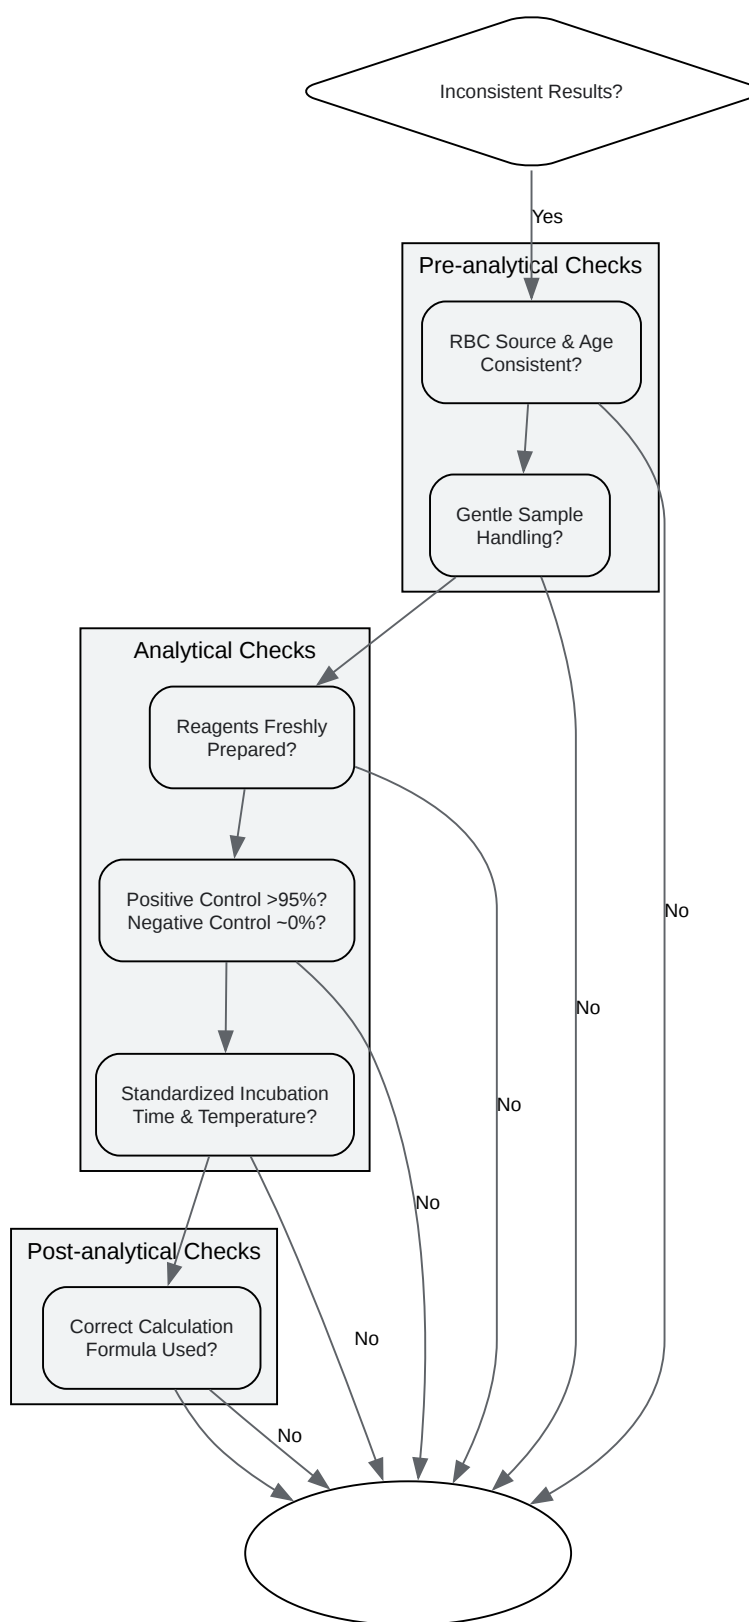 Inconsistent Results?
Yes
Pre-analytical Checks
RBC Source & Age
Consistent?
Gentle Sample
Handling?
Analytical Checks
Reagents Freshly
Prepared?
Positive Control >95%?
Negative Control ~0%?
No
No
Standardized Incubation
Time & Temperature?
No
No
Post-analytical Checks
Correct Calculation
Formula Used?
No
No